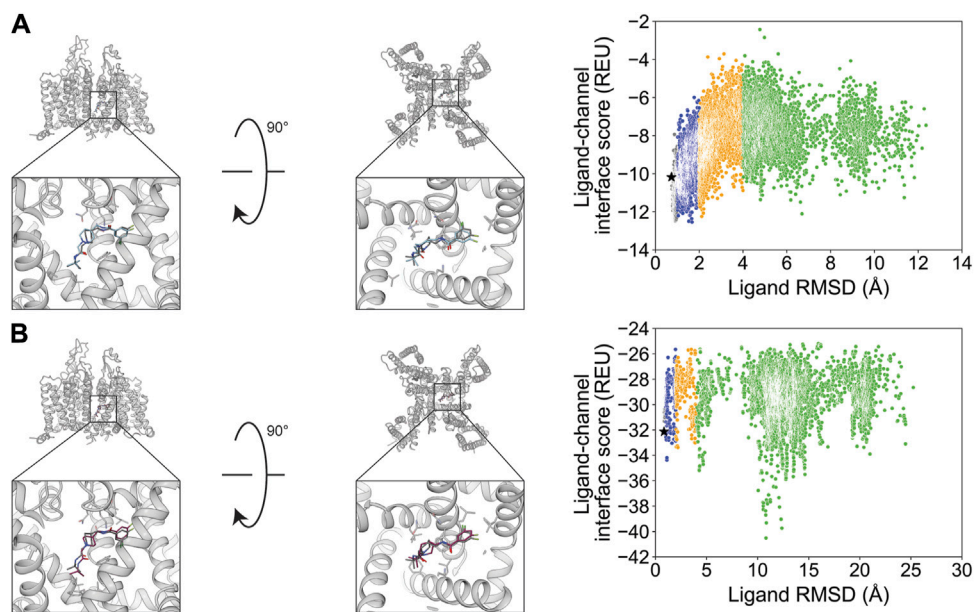 A
90°
Ligand-channel
interface score (REU)
−2
−4
−6
−8
−10
−12
−14
0 2 4 6 8 10 12 14
Ligand RMSD (Å)
B
90°
Ligand-channel
interface score (REU)
−24
−26
−28
−30
−32
−34
−36
−38
−40
−42
0 5 10 15 20 25 30
Ligand RMSD (Å)